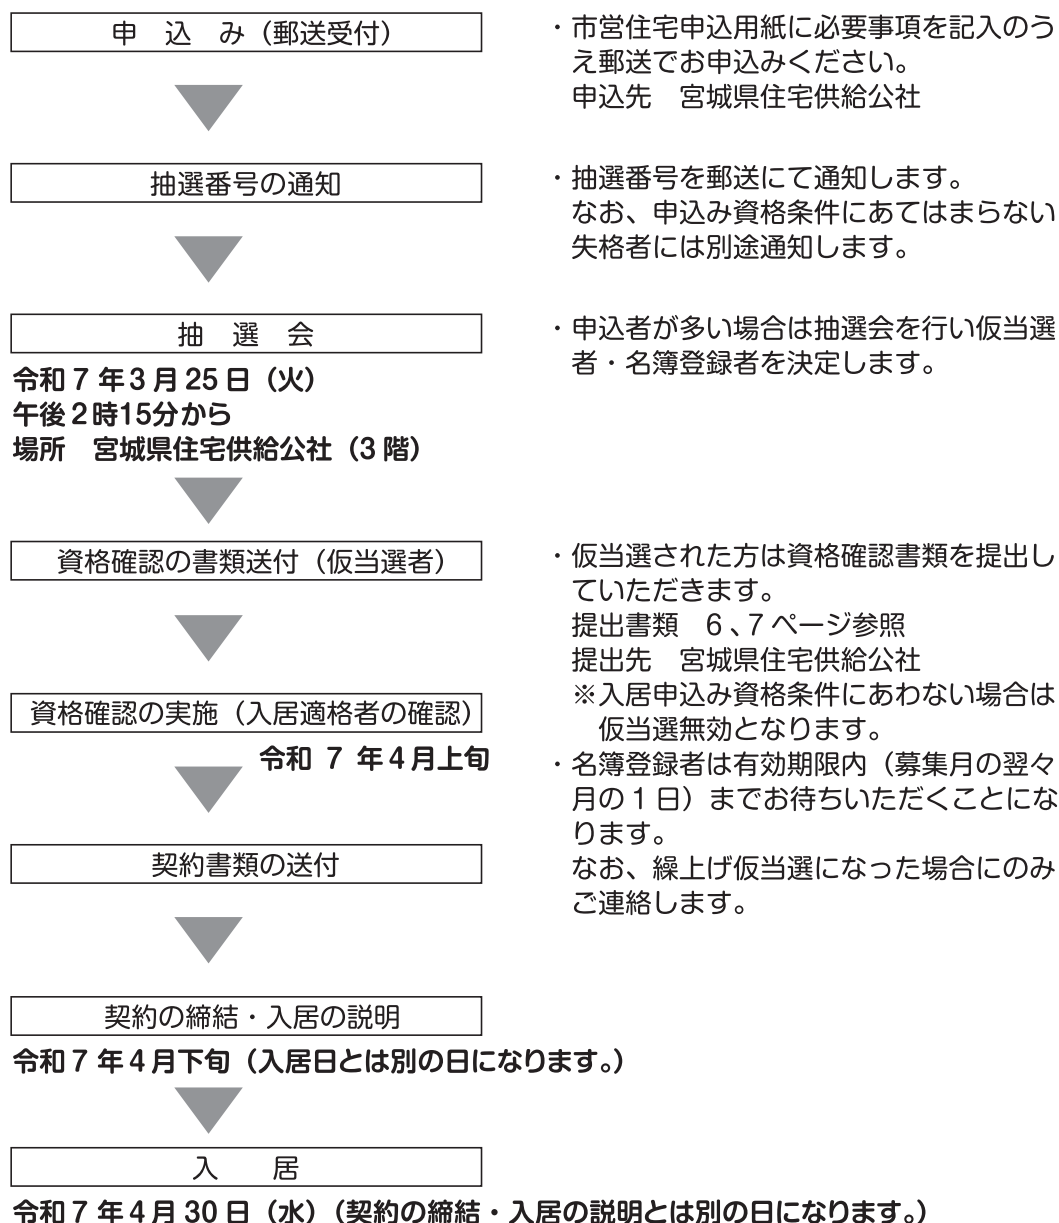 申　込　み（郵送受付）
・市営住宅申込用紙に必要事項を記入のう
え郵送でお申込みください。
申込先　宮城県住宅供給公社
抽選番号の通知
・抽選番号を郵送にて通知します。
なお、申込み資格条件にあてはまらない
失格者には別途通知します。
抽　選　会
・申込者が多い場合は抽選会を行い仮当選
者・名簿登録者を決定します。
令和７年３月25日（火）
午後２時15分から
場所　宮城県住宅供給公社（３階）
資格確認の書類送付（仮当選者）
・仮当選された方は資格確認書類を提出し
ていただきます。
提出書類　６、７ページ参照
提出先　宮城県住宅供給公社
※入居申込み資格条件にあわない場合は
仮当選無効となります。
資格確認の実施（入居適格者の確認）
令和 ７ 年４月上旬
・名簿登録者は有効期限内（募集月の翌々
月の１日）までお待ちいただくことにな
ります。
なお、繰上げ仮当選になった場合にのみ
ご連絡します。
契約書類の送付
契約の締結・入居の説明
令和７年４月下旬（入居日とは別の日になります。）
入　　居
令和７年４月30日（水）（契約の締結・入居の説明とは別の日になります。）